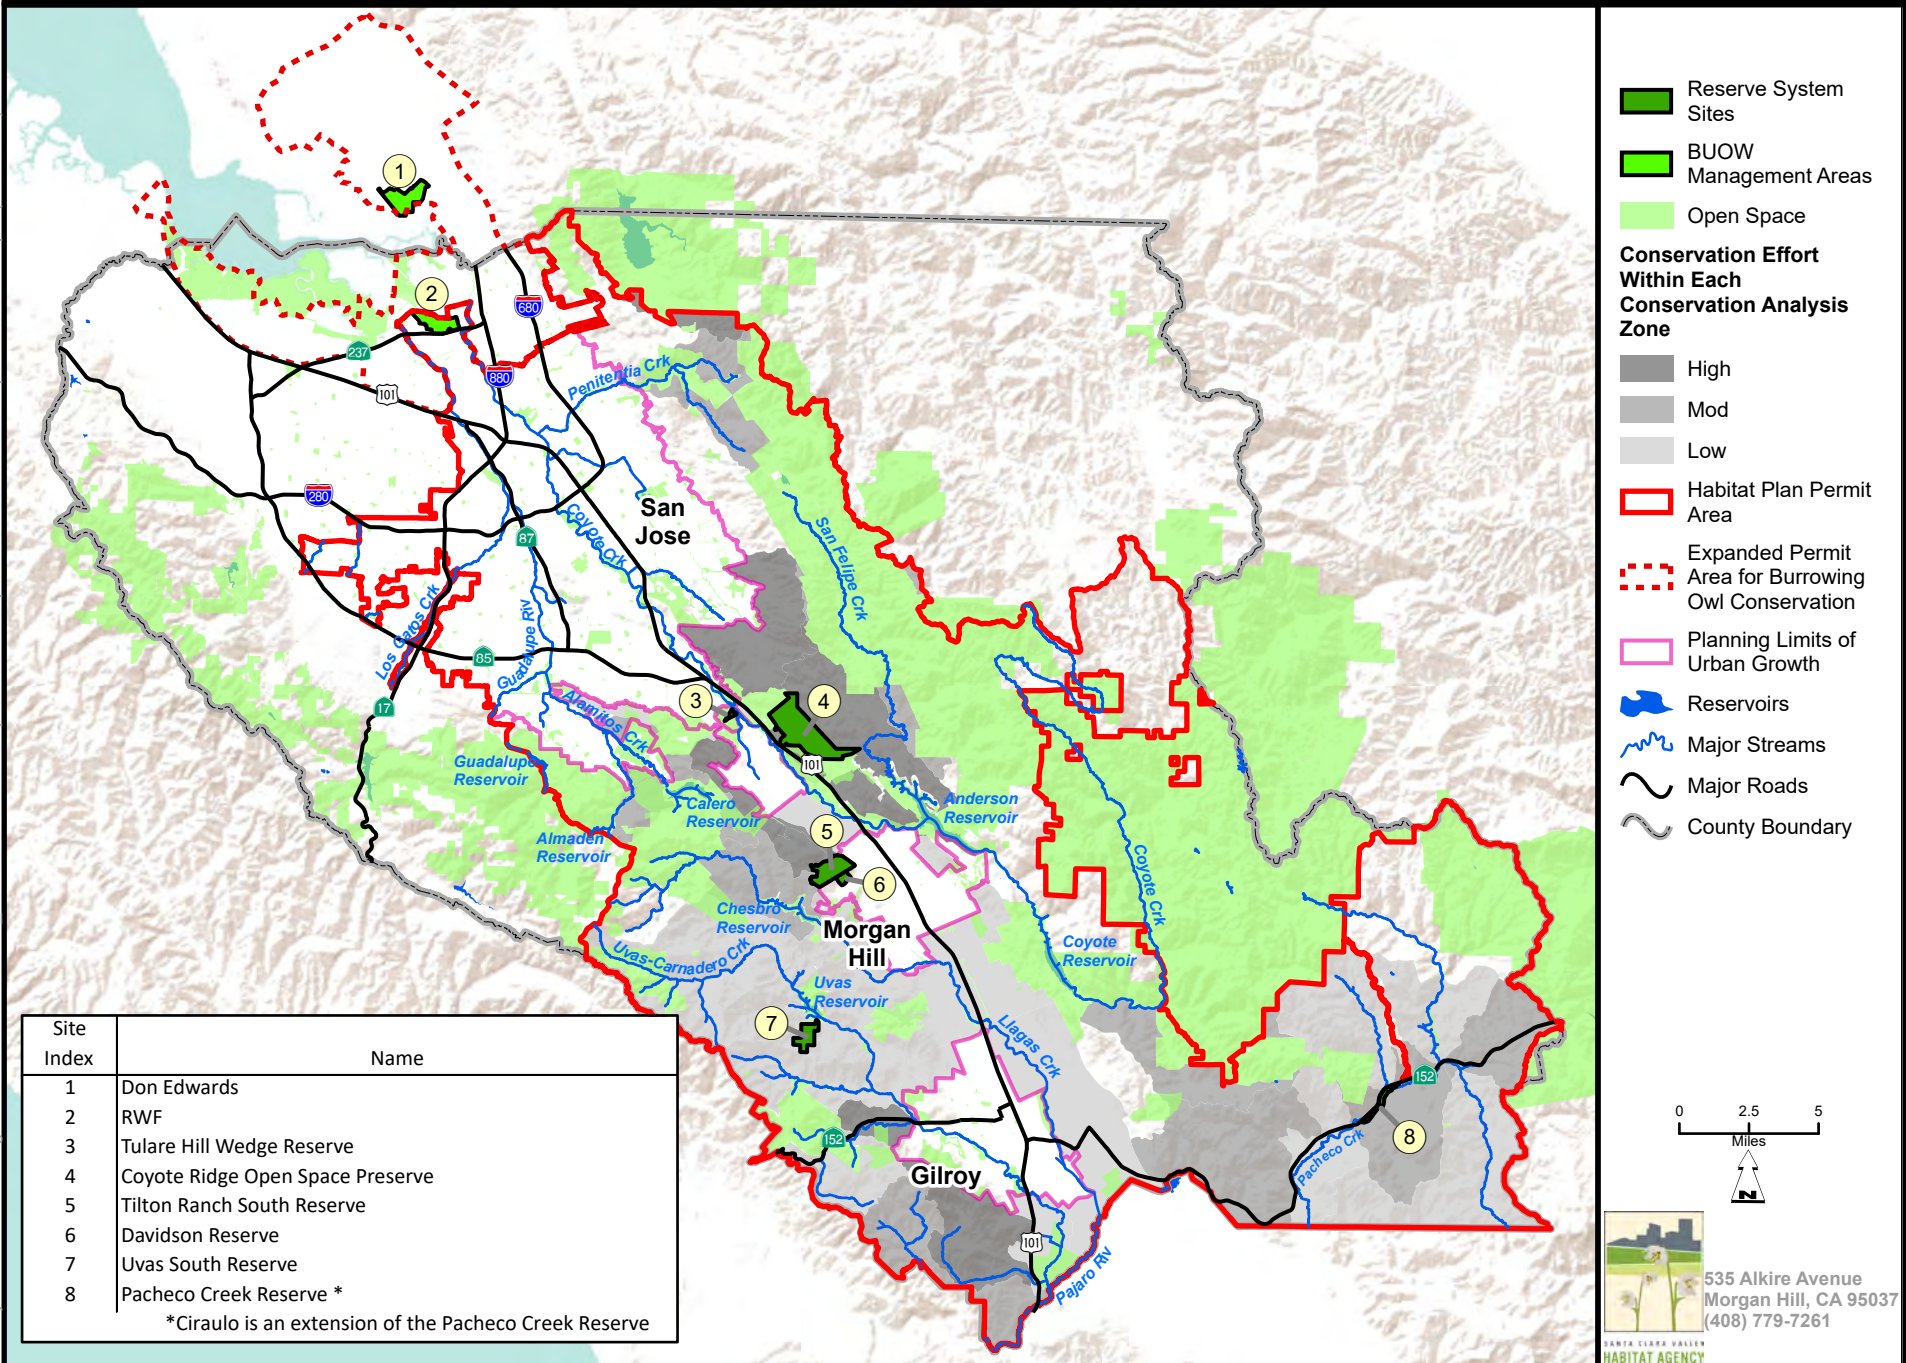 1
2
680
237
880
101
Penitentia Crk
280
San
Jose
Coyote Crk
87
San Felipe Crk
Los Gatos Crk
Guadalupe Riv
85
17
3
4
Alamitos Crk
101
Guadalupe
Reservoir
Calero
Reservoir
Anderson
Reservoir
5
Almaden
Reservoir
6
Coyote Crk
Chesbro
Reservoir
Morgan
Hill
Uvas-Carnadero Crk
Coyote
Reservoir
Uvas
Reservoir
7
Llagas Crk
152
152
8
Pacheco Crk
Gilroy
101
Pajaro Riv
Site
Index Name
1 Don Edwards
2 RWF
3 Tulare Hill Wedge Reserve
4 Coyote Ridge Open Space Preserve
5 Tilton Ranch South Reserve
6 Davidson Reserve
7 Uvas South Reserve
8 Pacheco Creek Reserve *
*Ciraulo is an extension of the Pacheco Creek Reserve
Reserve System
Sites
BUOW
Management Areas
Open Space
Conservation Effort
Within Each
Conservation Analysis
Zone
High
Mod
Low
Habitat Plan Permit
Area
Expanded Permit
Area for Burrowing
Owl Conservation
Planning Limits of
Urban Growth
Reservoirs
Major Streams
Major Roads
County Boundary
0 2.5 5
Miles
N
535 Alkire Avenue
Morgan Hill, CA 95037
(408) 779-7261
SANTA CLARA VALLEY
HABITAT AGENCY